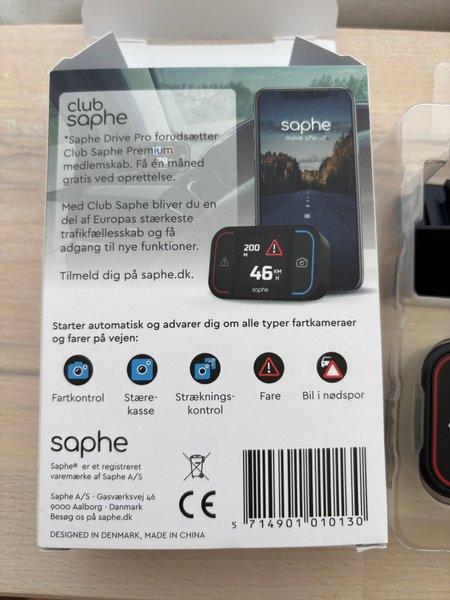 club
saphe
*Saphe Drive Pro forudsætter
Club Saphe Premium
medlemskab. Få én måned
gratis ved oprettelse.
Med Club Saphe bliver du en
del af Europas stærkeste
trafikfællesskab og få
adgang til nye funktioner.
Tilmeld dig på saphe.dk.
saphe
move ahead
200
M
46 KM
H
saphe
Starter automatisk og advarer dig om alle typer fartkameraer
og farer på vejen:
Fartkontrol
Stære-
kasse
Stræknings-
kontrol
Fare
Bil i nødspor
saphe
Saphe® er et registreret
varemærke af Saphe A/S
Saphe A/S · Gasværksvej 46
9000 Aalborg · Danmark
Besøg os på saphe.dk
DESIGNED IN DENMARK, MADE IN CHINA
CE
5 714901 010130